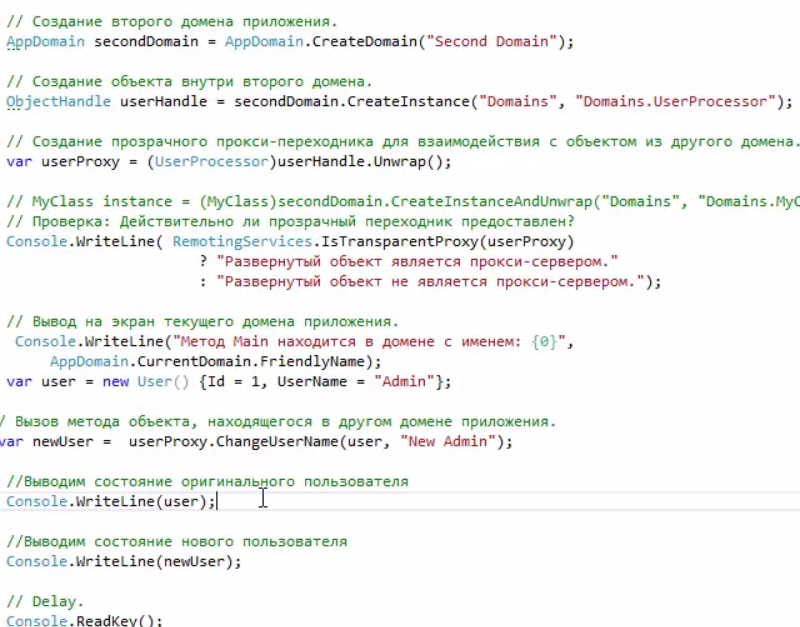 // Создание второго домена приложения.
AppDomain secondDomain = AppDomain.CreateDomain("Second Domain");
// Создание объекта внутри второго домена.
ObjectHandle userHandle = secondDomain.CreateInstance("Domains", "Domains.UserProcessor");
// Создание прозрачного прокси-переходника для взаимодействия с объектом из другого домена.
var userProxy = (UserProcessor)userHandle.Unwrap();
// MyClass instance = (MyClass)secondDomain.CreateInstanceAndUnwrap("Domains", "Domains.MyC
// Проверка: Действительно ли прозрачный переходник предоставлен?
Console.WriteLine( RemotingServices.IsTransparentProxy(userProxy)
? "Развернутый объект является прокси-сервером."
: "Развернутый объект не является прокси-сервером.");
// Вывод на экран текущего домена приложения.
Console.WriteLine("Метод Main находится в домене с именем: {0}",
AppDomain.CurrentDomain.FriendlyName);
var user = new User() {Id = 1, UserName = "Admin"};
/ Вызов метода объекта, находящегося в другом домене приложения.
var newUser =  userProxy.ChangeUserName(user, "New Admin");
//Выводим состояние оригинального пользователя
Console.WriteLine(user);
//Выводим состояние нового пользователя
Console.WriteLine(newUser);
// Delay.
Console.ReadKey();